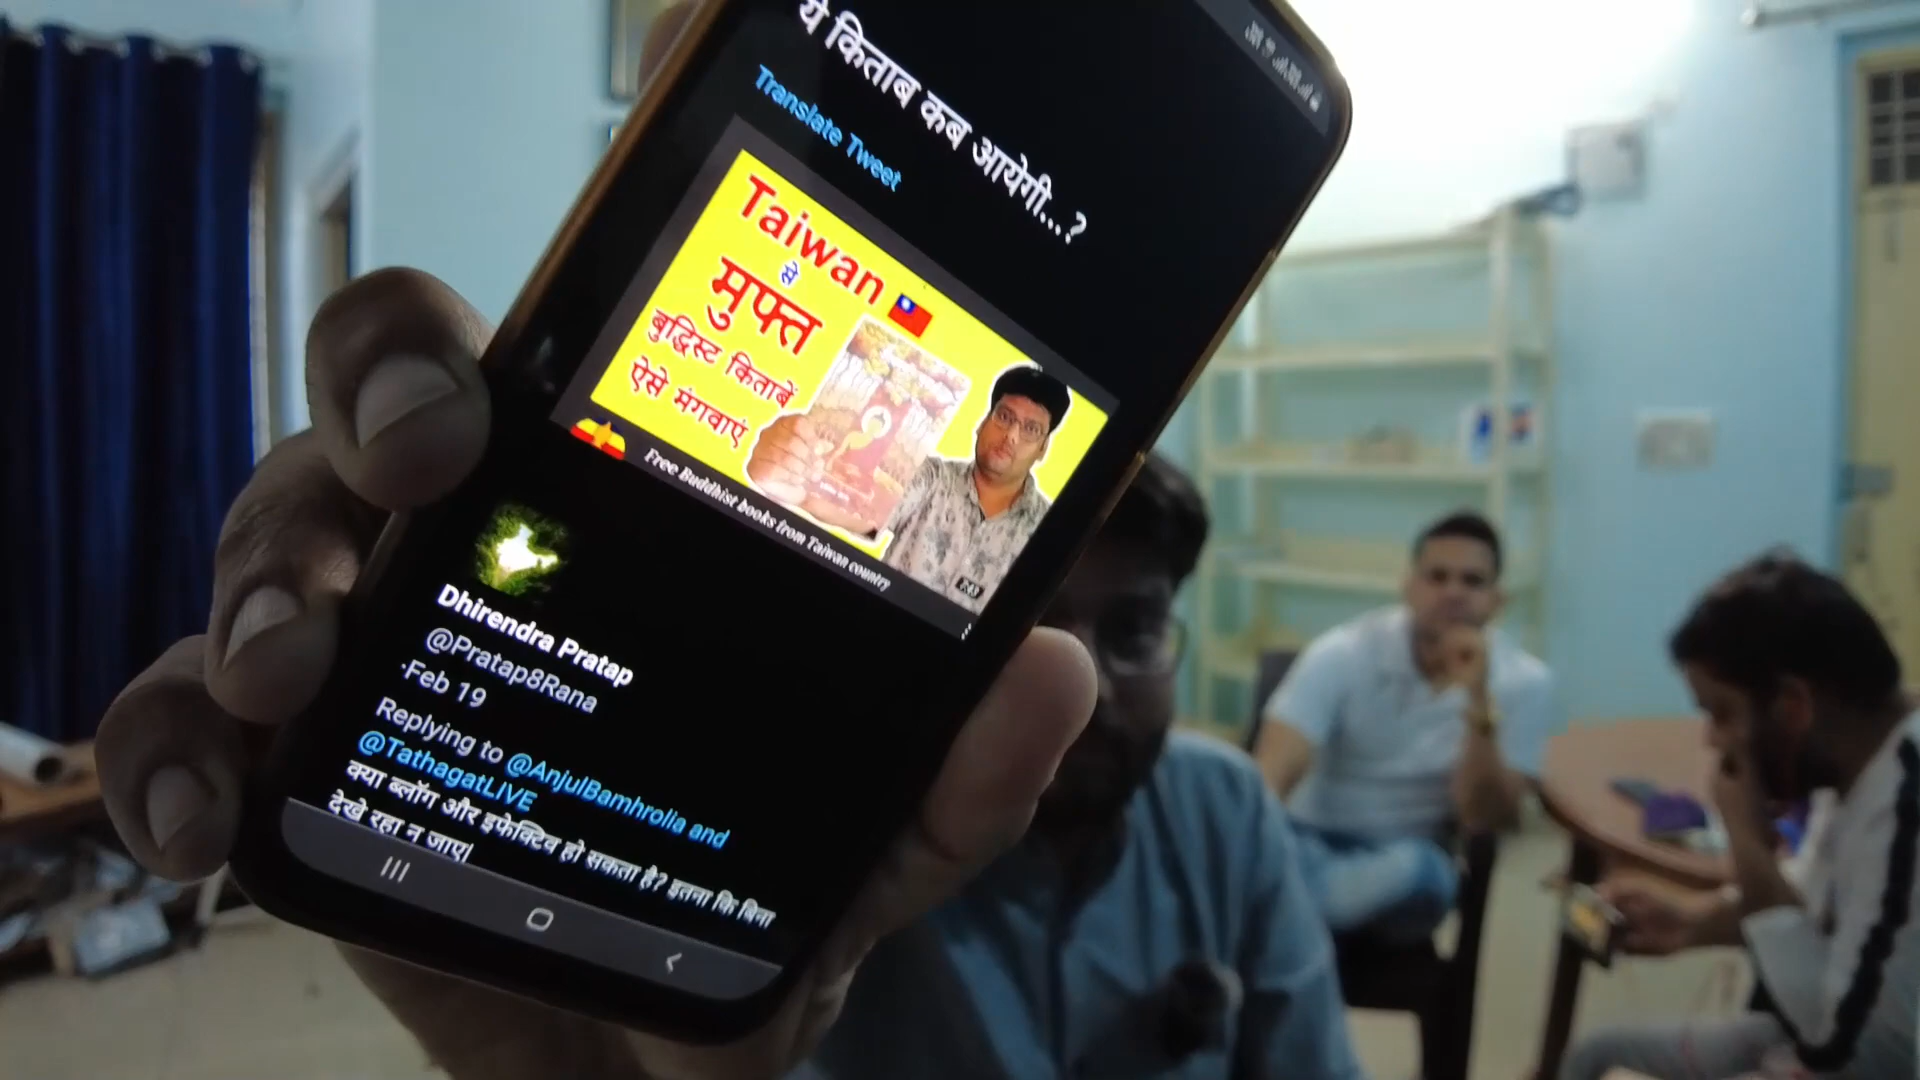 ये किताब कब आयेगी...?
Translate Tweet
Taiwan
से
मुफ्त
बुद्धिस्ट किताबें
ऐसे मंगवाएं
Free Buddhist books from Taiwan country
Dhirendra Pratap
@Pratap8Rana
·Feb 19
Replying to @AnjulBamhrolia and
@TathagatLIVE
क्या ब्लॉग और इफेक्टिव हो सकता है? इतना कि बिना
देखे रहा न जाए|